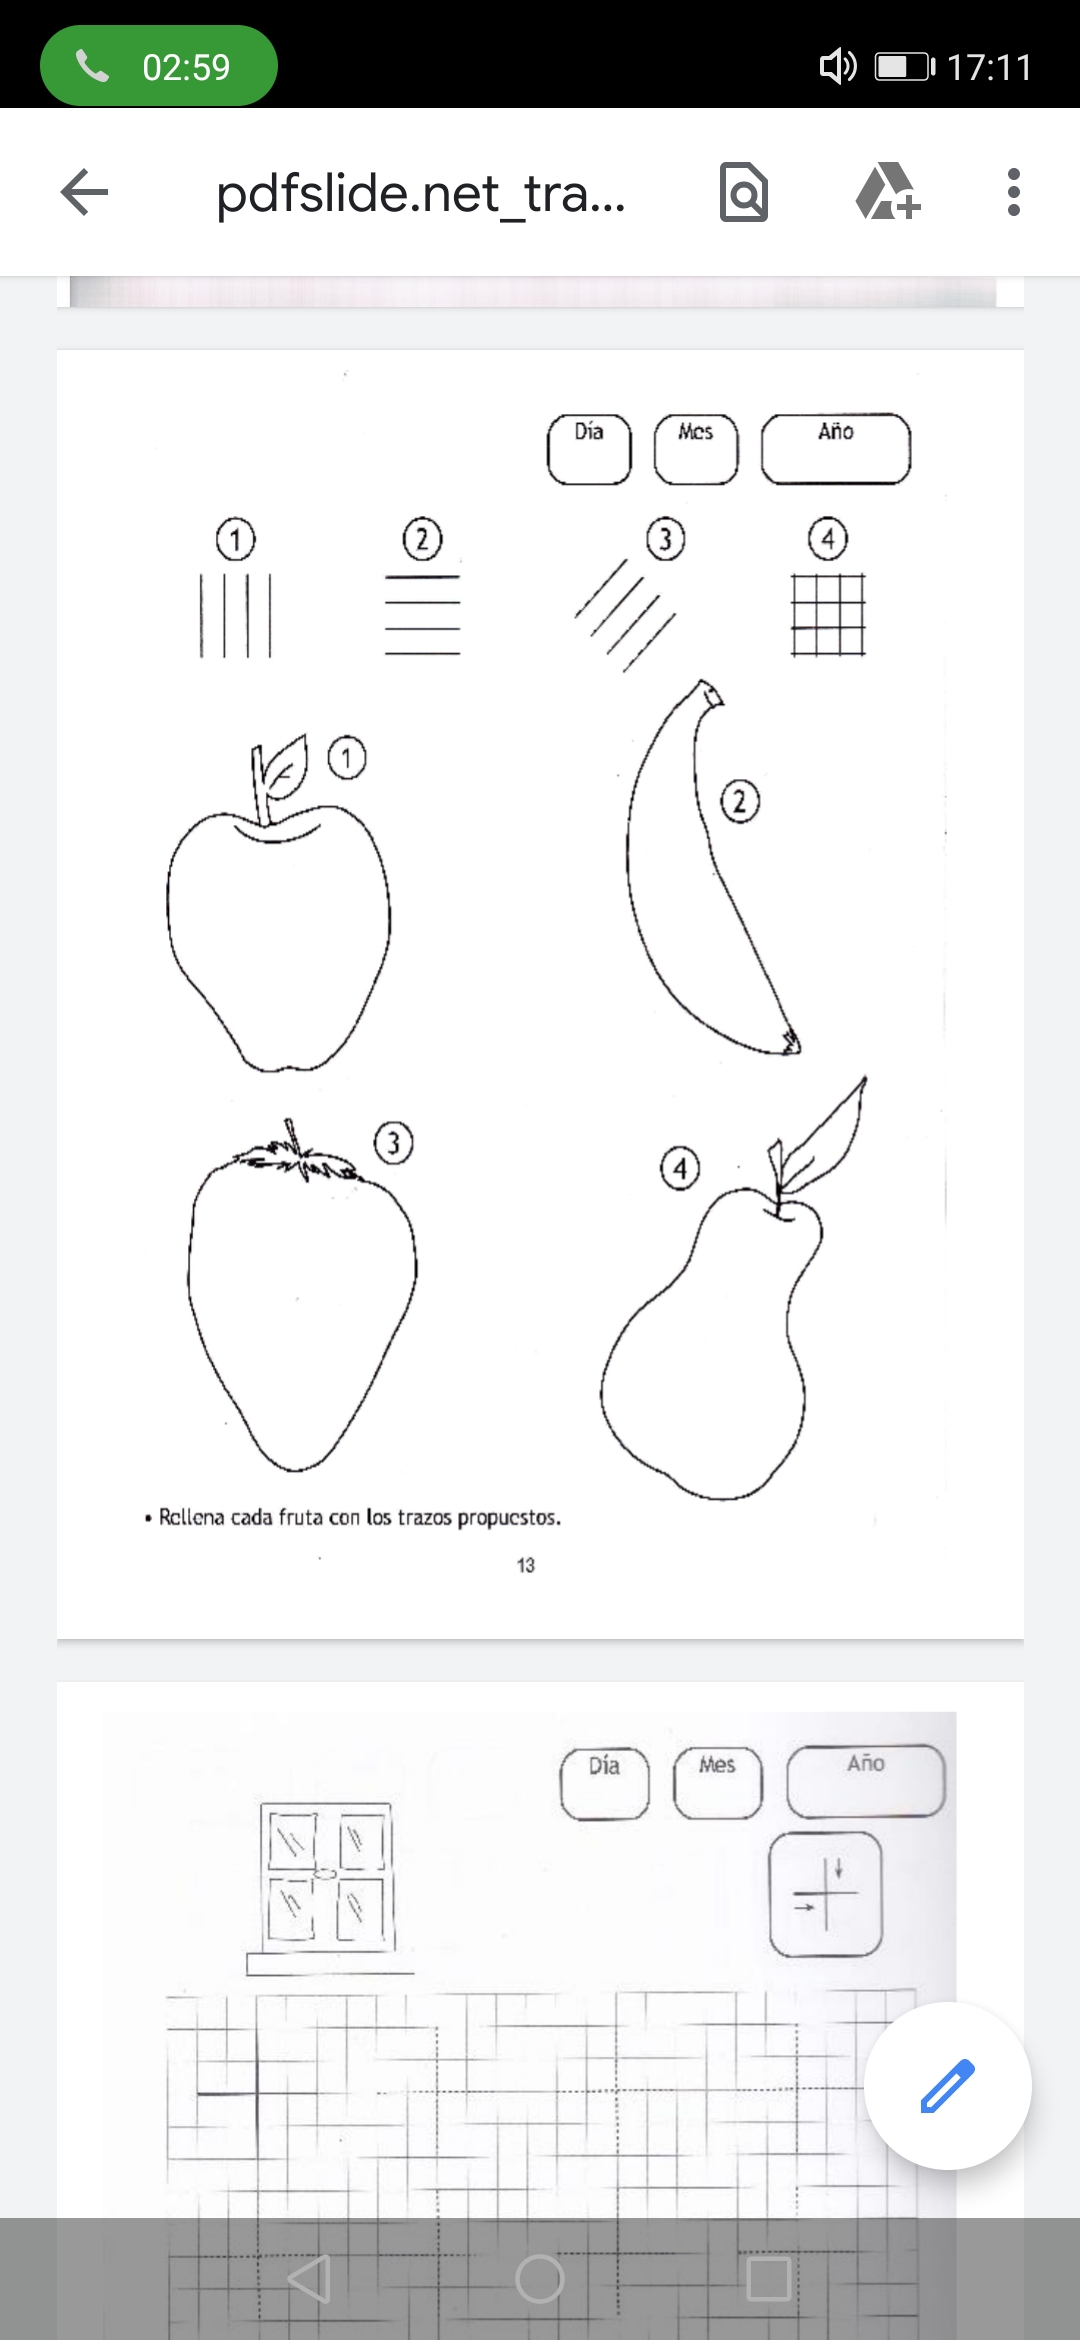 02:59
17:11
pdfslide.net_tra...
Día
Mes
Año
1
2
3
4
1
2
3
4
• Rellena cada fruta con los trazos propuestos.
13
Día
Mes
Año